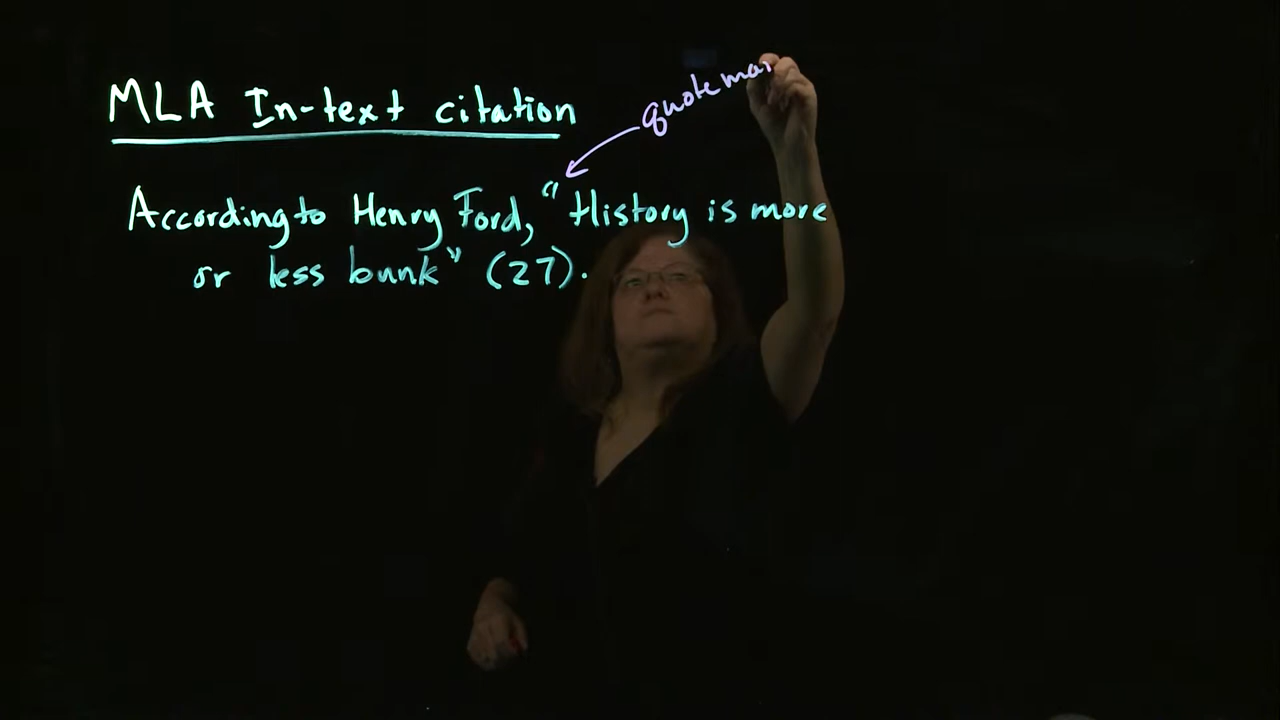 MLA In-text citation
quote mar
According to Henry Ford, "History is more
or less bunk" (27).